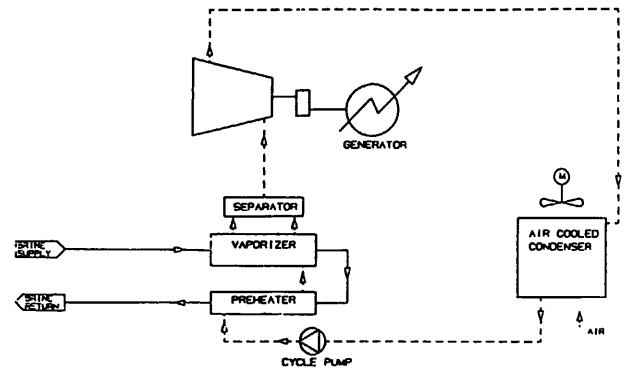 GENERATOR
SEPARATOR
M
BRINE
SUPPLY
VAPORIZER
AIR COOLED
CONDENSER
BRINE
RETURN
PREHEATER
AIR
CYCLE PUMP